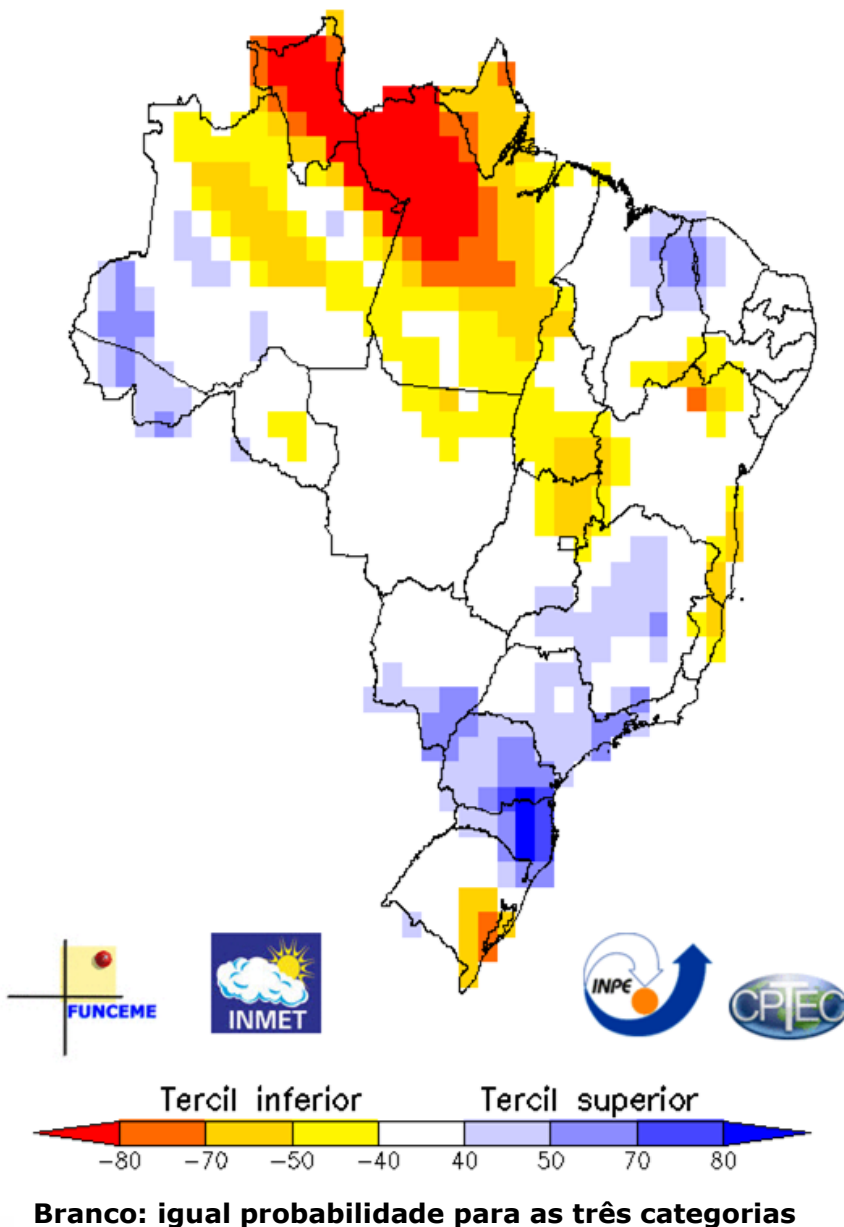 FUNCEME
INMET
INPE
CPTEC
Tercil inferior
Tercil superior
-80 -70 -50 -40 40 50 70 80
Branco: igual probabilidade para as três categorias